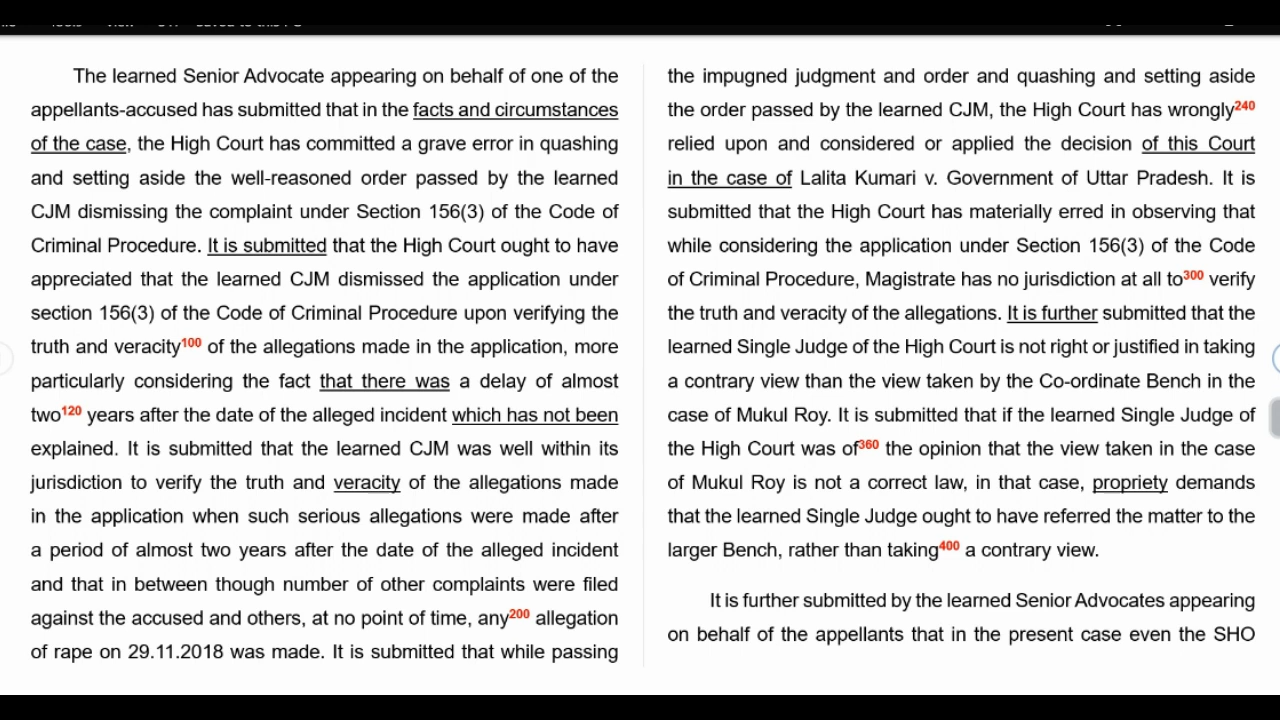 The learned Senior Advocate appearing on behalf of one of the
appellants-accused has submitted that in the facts and circumstances
of the case, the High Court has committed a grave error in quashing
and setting aside the well-reasoned order passed by the learned
CJM dismissing the complaint under Section 156(3) of the Code of
Criminal Procedure. It is submitted that the High Court ought to have
appreciated that the learned CJM dismissed the application under
section 156(3) of the Code of Criminal Procedure upon verifying the
truth and veracity100 of the allegations made in the application, more
particularly considering the fact that there was a delay of almost
two120 years after the date of the alleged incident which has not been
explained. It is submitted that the learned CJM was well within its
jurisdiction to verify the truth and veracity of the allegations made
in the application when such serious allegations were made after
a period of almost two years after the date of the alleged incident
and that in between though number of other complaints were filed
against the accused and others, at no point of time, any200 allegation
of rape on 29.11.2018 was made. It is submitted that while passing
the impugned judgment and order and quashing and setting aside
the order passed by the learned CJM, the High Court has wrongly240
relied upon and considered or applied the decision of this Court
in the case of Lalita Kumari v. Government of Uttar Pradesh. It is
submitted that the High Court has materially erred in observing that
while considering the application under Section 156(3) of the Code
of Criminal Procedure, Magistrate has no jurisdiction at all to300 verify
the truth and veracity of the allegations. It is further submitted that the
learned Single Judge of the High Court is not right or justified in taking
a contrary view than the view taken by the Co-ordinate Bench in the
case of Mukul Roy. It is submitted that if the learned Single Judge of
the High Court was of360 the opinion that the view taken in the case
of Mukul Roy is not a correct law, in that case, propriety demands
that the learned Single Judge ought to have referred the matter to the
larger Bench, rather than taking400 a contrary view.
It is further submitted by the learned Senior Advocates appearing
on behalf of the appellants that in the present case even the SHO